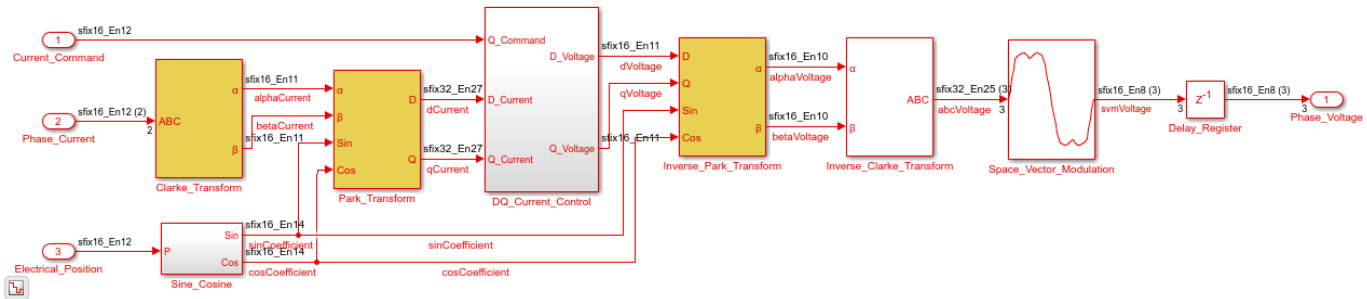 1
sfix16_En12
Current_Command
2
sfix16_En12 (2)
2
Phase_Current
3
sfix16_En12
Electrical_Position
ABC
α
β
Clarke_Transform
sfix16_En11
alphaCurrent
betaCurrent
sfix16_En11
P
Sin
Cos
Sine_Cosine
sfix16_En14
sinCoefficient
sfix16_En14
cosCoefficient
α
β
Sin
Cos
D
Q
Park_Transform
sfix32_En27
dCurrent
sfix32_En27
qCurrent
sinCoefficient
cosCoefficient
Q_Command
D_Current
Q_Current
D_Voltage
Q_Voltage
DQ_Current_Control
sfix16_En11
dVoltage
qVoltage
sfix16_En11
D
Q
Sin
Cos
α
β
Inverse_Park_Transform
sfix16_En10
alphaVoltage
sfix16_En10
betaVoltage
α
β
ABC
Inverse_Clarke_Transform
sfix32_En25 (3)
abcVoltage
3
Space_Vector_Modulation
sfix16_En8 (3)
3
svmVoltage
3
Z-1
Delay_Register
sfix16_En8 (3)
3
3
1
Phase_Voltage